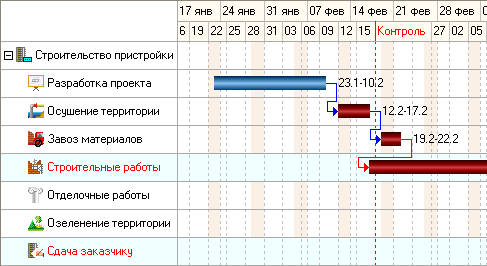 17 янв 24 янв 31 янв 07 фев 14 фев 21 фев 28 фев
6 19 22 25 28 31 03 06 09 12 15 Контроль 27 02 05
Строительство пристройки
Разработка проекта 23.1-10.2
Осушение территории 12.2-17.2
Завоз материалов 19.2-22.2
Строительные работы
Отделочные работы
Озеленение территории
Сдача заказчику